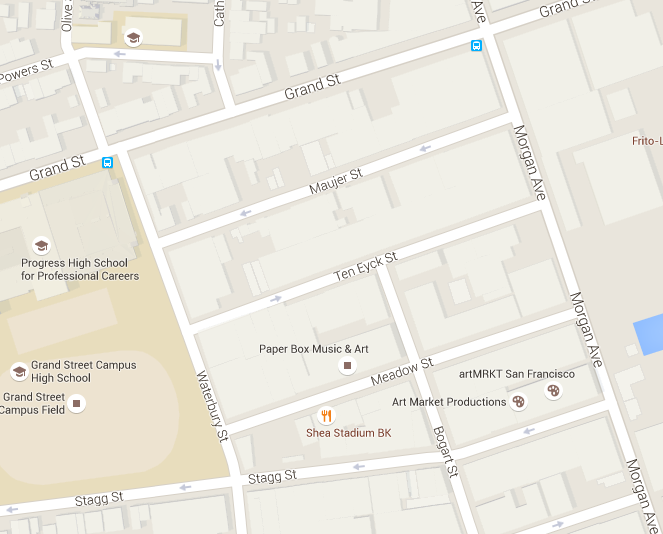 Olive
Cath
Ave
Grand St
Powers St
Grand St
Grand St
Maujer St
Morgan Ave
Frito-L
Progress High School
for Professional Careers
Ten Eyck St
Morgan Ave
Paper Box Music & Art
Meadow St
Grand Street Campus
High School
Grand Street
Campus Field
Waterbury St
artMRKT San Francisco
Art Market Productions
Shea Stadium BK
Bogart St
Stagg St
Stagg St
Morgan Ave